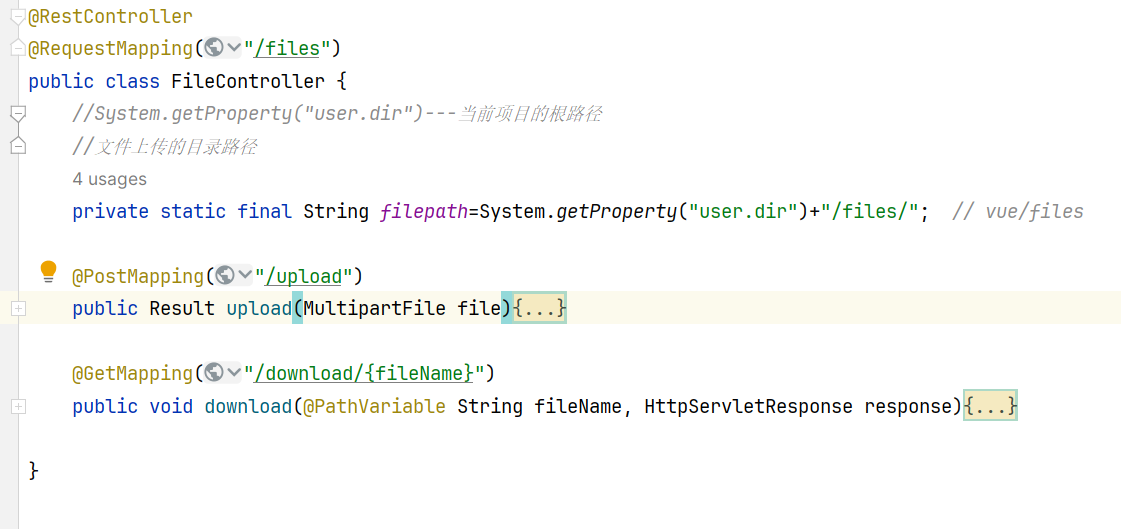 @RestController
@RequestMapping("/files")
public class FileController {
//System.getProperty("user.dir")---当前项目的根路径
//文件上传的目录路径
4 usages
private static final String filepath=System.getProperty("user.dir")+"/files/";  // vue/files
@PostMapping("/upload")
public Result upload(MultipartFile file){...}
@GetMapping("/download/{fileName}")
public void download(@PathVariable String fileName, HttpServletResponse response){...}
}